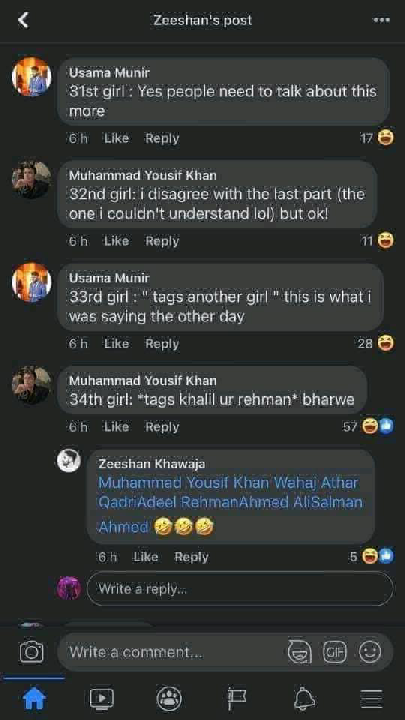 Zeeshan's post
Usama Munir
31st girl : Yes people need to talk about this
more
6 h Like Reply 17
Muhammad Yousif Khan
32nd girl: i disagree with the last part (the
one i couldn't understand lol) but ok!
6 h Like Reply 11
Usama Munir
33rd girl : " tags another girl " this is what i
was saying the other day
6 h Like Reply 28
Muhammad Yousif Khan
34th girl: *tags khalil ur rehman* bharwe
6 h Like Reply 57
Zeeshan Khawaja
Muhammad Yousif Khan Wahaj Athar
QadriAdeel RehmanAhmed AliSalman
Ahmed
6 h Like Reply 5
Write a reply...
Write a comment...
GIF